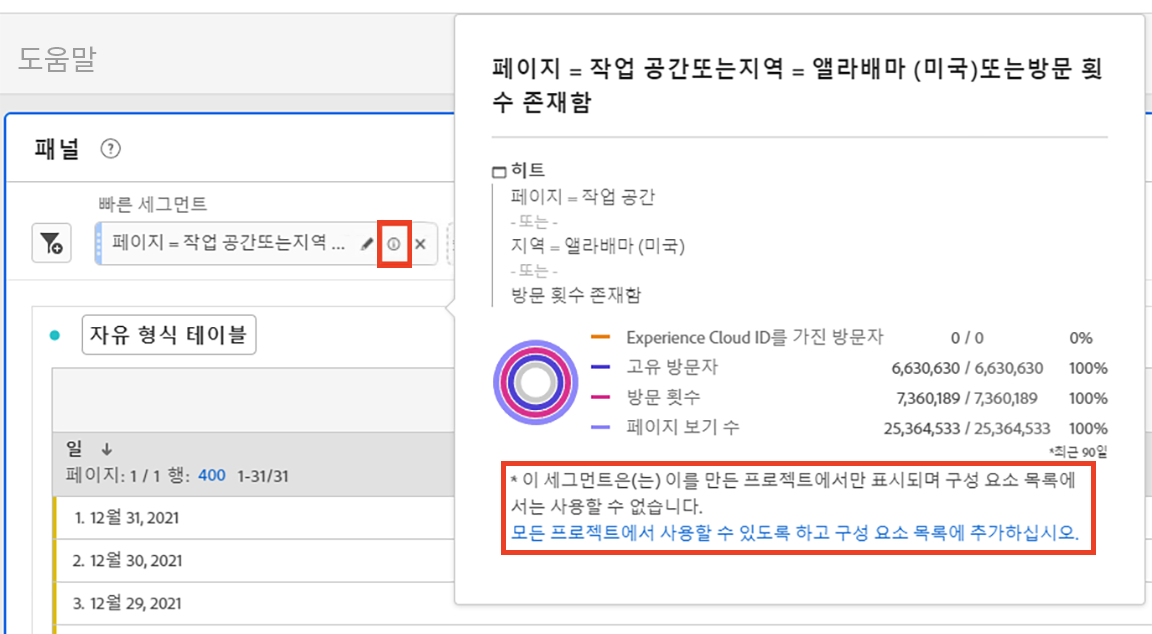 도움말
패널 ?
빠른 세그먼트
페이지 = 작업 공간또는지역 ...
자유 형식 테이블
일 ↓
페이지: 1 / 1 행: 400 1-31/31
1. 12월 31, 2021
2. 12월 30, 2021
3. 12월 29, 2021
페이지 = 작업 공간또는지역 = 앨라배마 (미국)또는방문 횟
수 존재함
히트
페이지 = 작업 공간
- 또는 -
지역 = 앨라배마 (미국)
- 또는 -
방문 횟수 존재함
Experience Cloud ID를 가진 방문자 0 / 0 0%
고유 방문자 6,630,630 / 6,630,630 100%
방문 횟수 7,360,189 / 7,360,189 100%
페이지 보기 수 25,364,533 / 25,364,533 100%
*최근 90일
* 이 세그먼트은(는) 이를 만든 프로젝트에서만 표시되며 구성 요소 목록에
서는 사용할 수 없습니다.
모든 프로젝트에서 사용할 수 있도록 하고 구성 요소 목록에 추가하십시오.